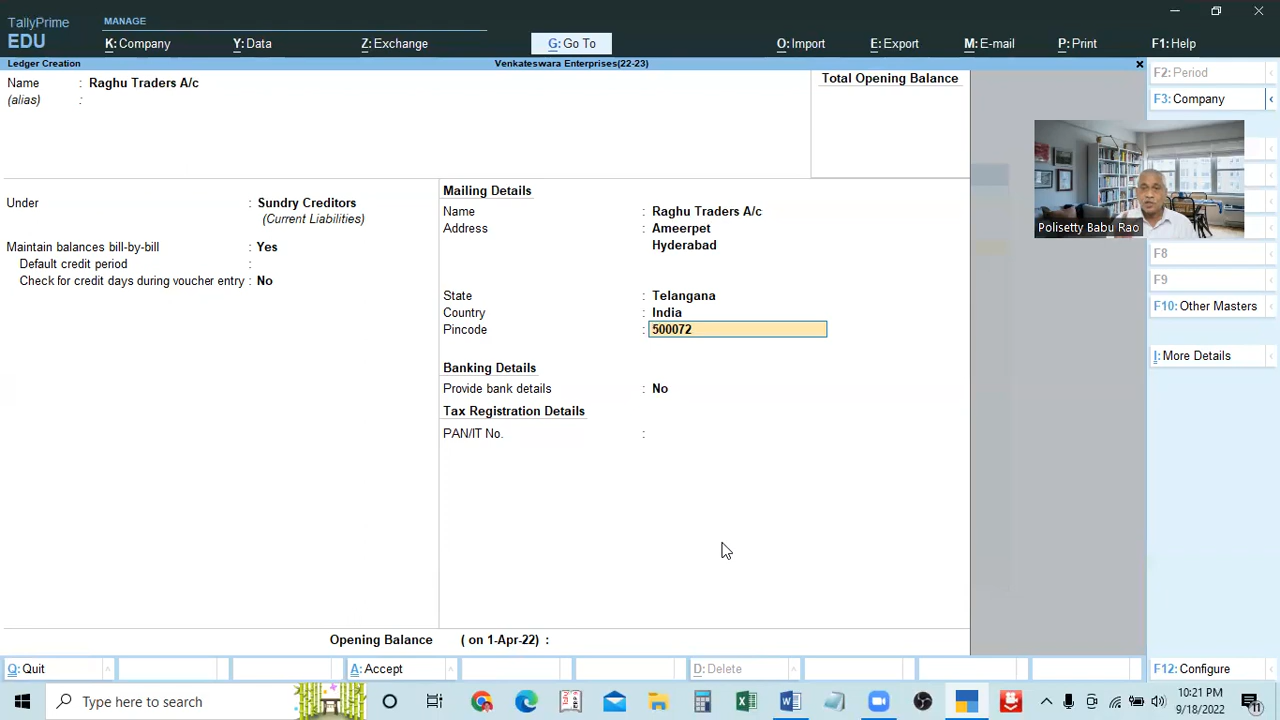 TallyPrime
EDU
MANAGE
K: Company
Y: Data
Z: Exchange
G: Go To
O: Import
E: Export
M: E-mail
P: Print
F1: Help
Ledger Creation
Venkateswara Enterprises(22-23)
×
Name : Raghu Traders A/c
(alias) :
Total Opening Balance
Under : Sundry Creditors
(Current Liabilities)
Maintain balances bill-by-bill : Yes
Default credit period :
Check for credit days during voucher entry : No
Mailing Details
Name : Raghu Traders A/c
Address : Ameerpet
Hyderabad
State : Telangana
Country : India
Pincode : 500072
Banking Details
Provide bank details : No
Tax Registration Details
PAN/IT No. :
Opening Balance ( on 1-Apr-22) :
F2: Period
F3: Company
Polisetty Babu Rao
F8
F9
F10: Other Masters
I: More Details
Q: Quit
A: Accept
D: Delete
F12: Configure
Type here to search
10:21 PM
9/18/2022
11